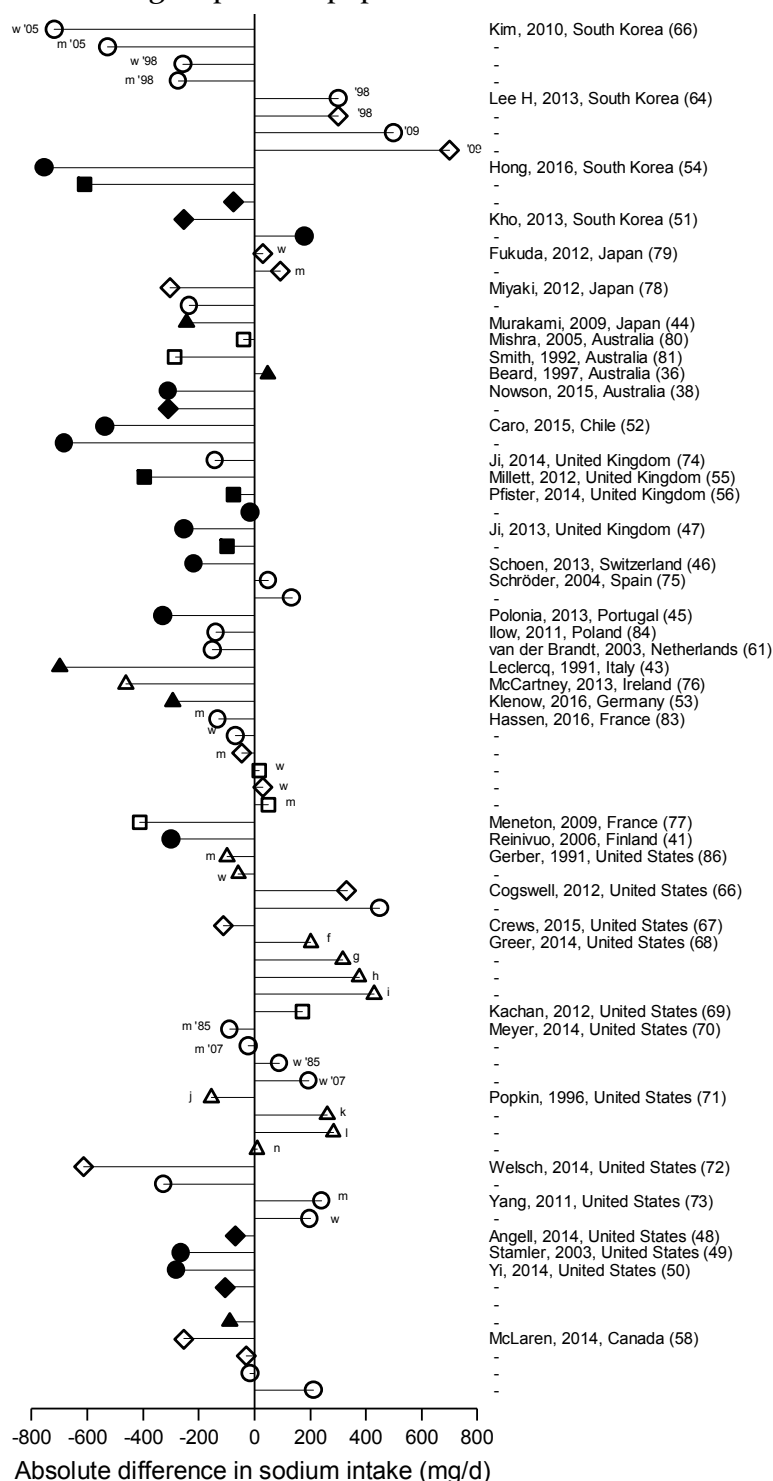 w '05 Kim, 2010, South Korea (66)
m '05 -
w '98 -
m '98 -
'98 Lee H, 2013, South Korea (64)
'98 -
'09 -
'09 -
Hong, 2016, South Korea (54)
-
-
Kho, 2013, South Korea (51)
-
w Fukuda, 2012, Japan (79)
m -
Miyaki, 2012, Japan (78)
-
Murakami, 2009, Japan (44)
Mishra, 2005, Australia (80)
Smith, 1992, Australia (81)
Beard, 1997, Australia (36)
Nowson, 2015, Australia (38)
-
Caro, 2015, Chile (52)
-
Ji, 2014, United Kingdom (74)
Millett, 2012, United Kingdom (55)
Pfister, 2014, United Kingdom (56)
-
Ji, 2013, United Kingdom (47)
-
Schoen, 2013, Switzerland (46)
Schröder, 2004, Spain (75)
-
Polonia, 2013, Portugal (45)
Ilow, 2011, Poland (84)
van der Brandt, 2003, Netherlands (61)
Leclercq, 1991, Italy (43)
McCartney, 2013, Ireland (76)
Klenow, 2016, Germany (53)
m Hassen, 2016, France (83)
w -
m -
w -
w -
m -
Meneton, 2009, France (77)
Reinivuo, 2006, Finland (41)
m Gerber, 1991, United States (86)
w -
Cogswell, 2012, United States (66)
-
Crews, 2015, United States (67)
f Greer, 2014, United States (68)
g -
h -
i -
Kachan, 2012, United States (69)
m '85 Meyer, 2014, United States (70)
m '07 -
w '85 -
w '07 -
j Popkin, 1996, United States (71)
k -
l -
n -
Welsch, 2014, United States (72)
-
m Yang, 2011, United States (73)
w -
Angell, 2014, United States (48)
Stamler, 2003, United States (49)
Yi, 2014, United States (50)
-
-
-
McLaren, 2014, Canada (58)
-
-
-
-800 -600 -400 -200 0 200 400 600 800
Absolute difference in sodium intake (mg/d)